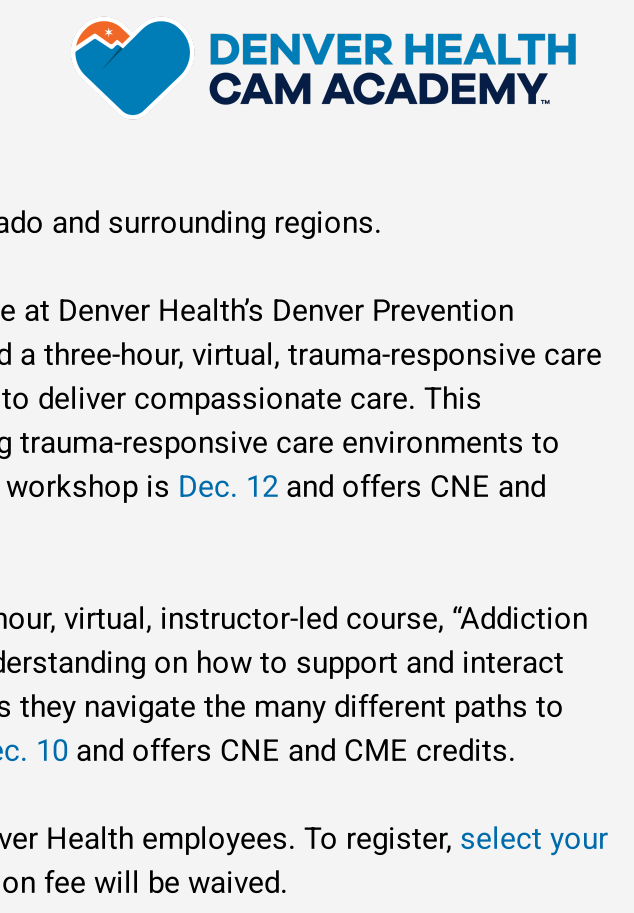 DENVER HEALTH
CAM ACADEMY™
ado and surrounding regions.
e at Denver Health’s Denver Prevention
d a three-hour, virtual, trauma-responsive care
to deliver compassionate care. This
g trauma-responsive care environments to
workshop is Dec. 12 and offers CNE and
hour, virtual, instructor-led course, “Addiction
derstanding on how to support and interact
s they navigate the many different paths to
ec. 10 and offers CNE and CME credits.
ver Health employees. To register, select your
on fee will be waived.